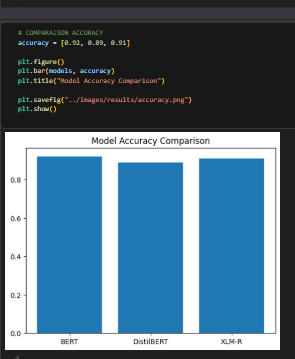 # COMPARAISON ACCURACY
accuracy = [0.92, 0.89, 0.91]
plt.figure()
plt.bar(models, accuracy)
plt.title("Model Accuracy Comparison")
plt.savefig("../images/results/accuracy.png")
plt.show()
Model Accuracy Comparison
0.8
0.6
0.4
0.2
0.0
BERT DistilBERT XLM-R